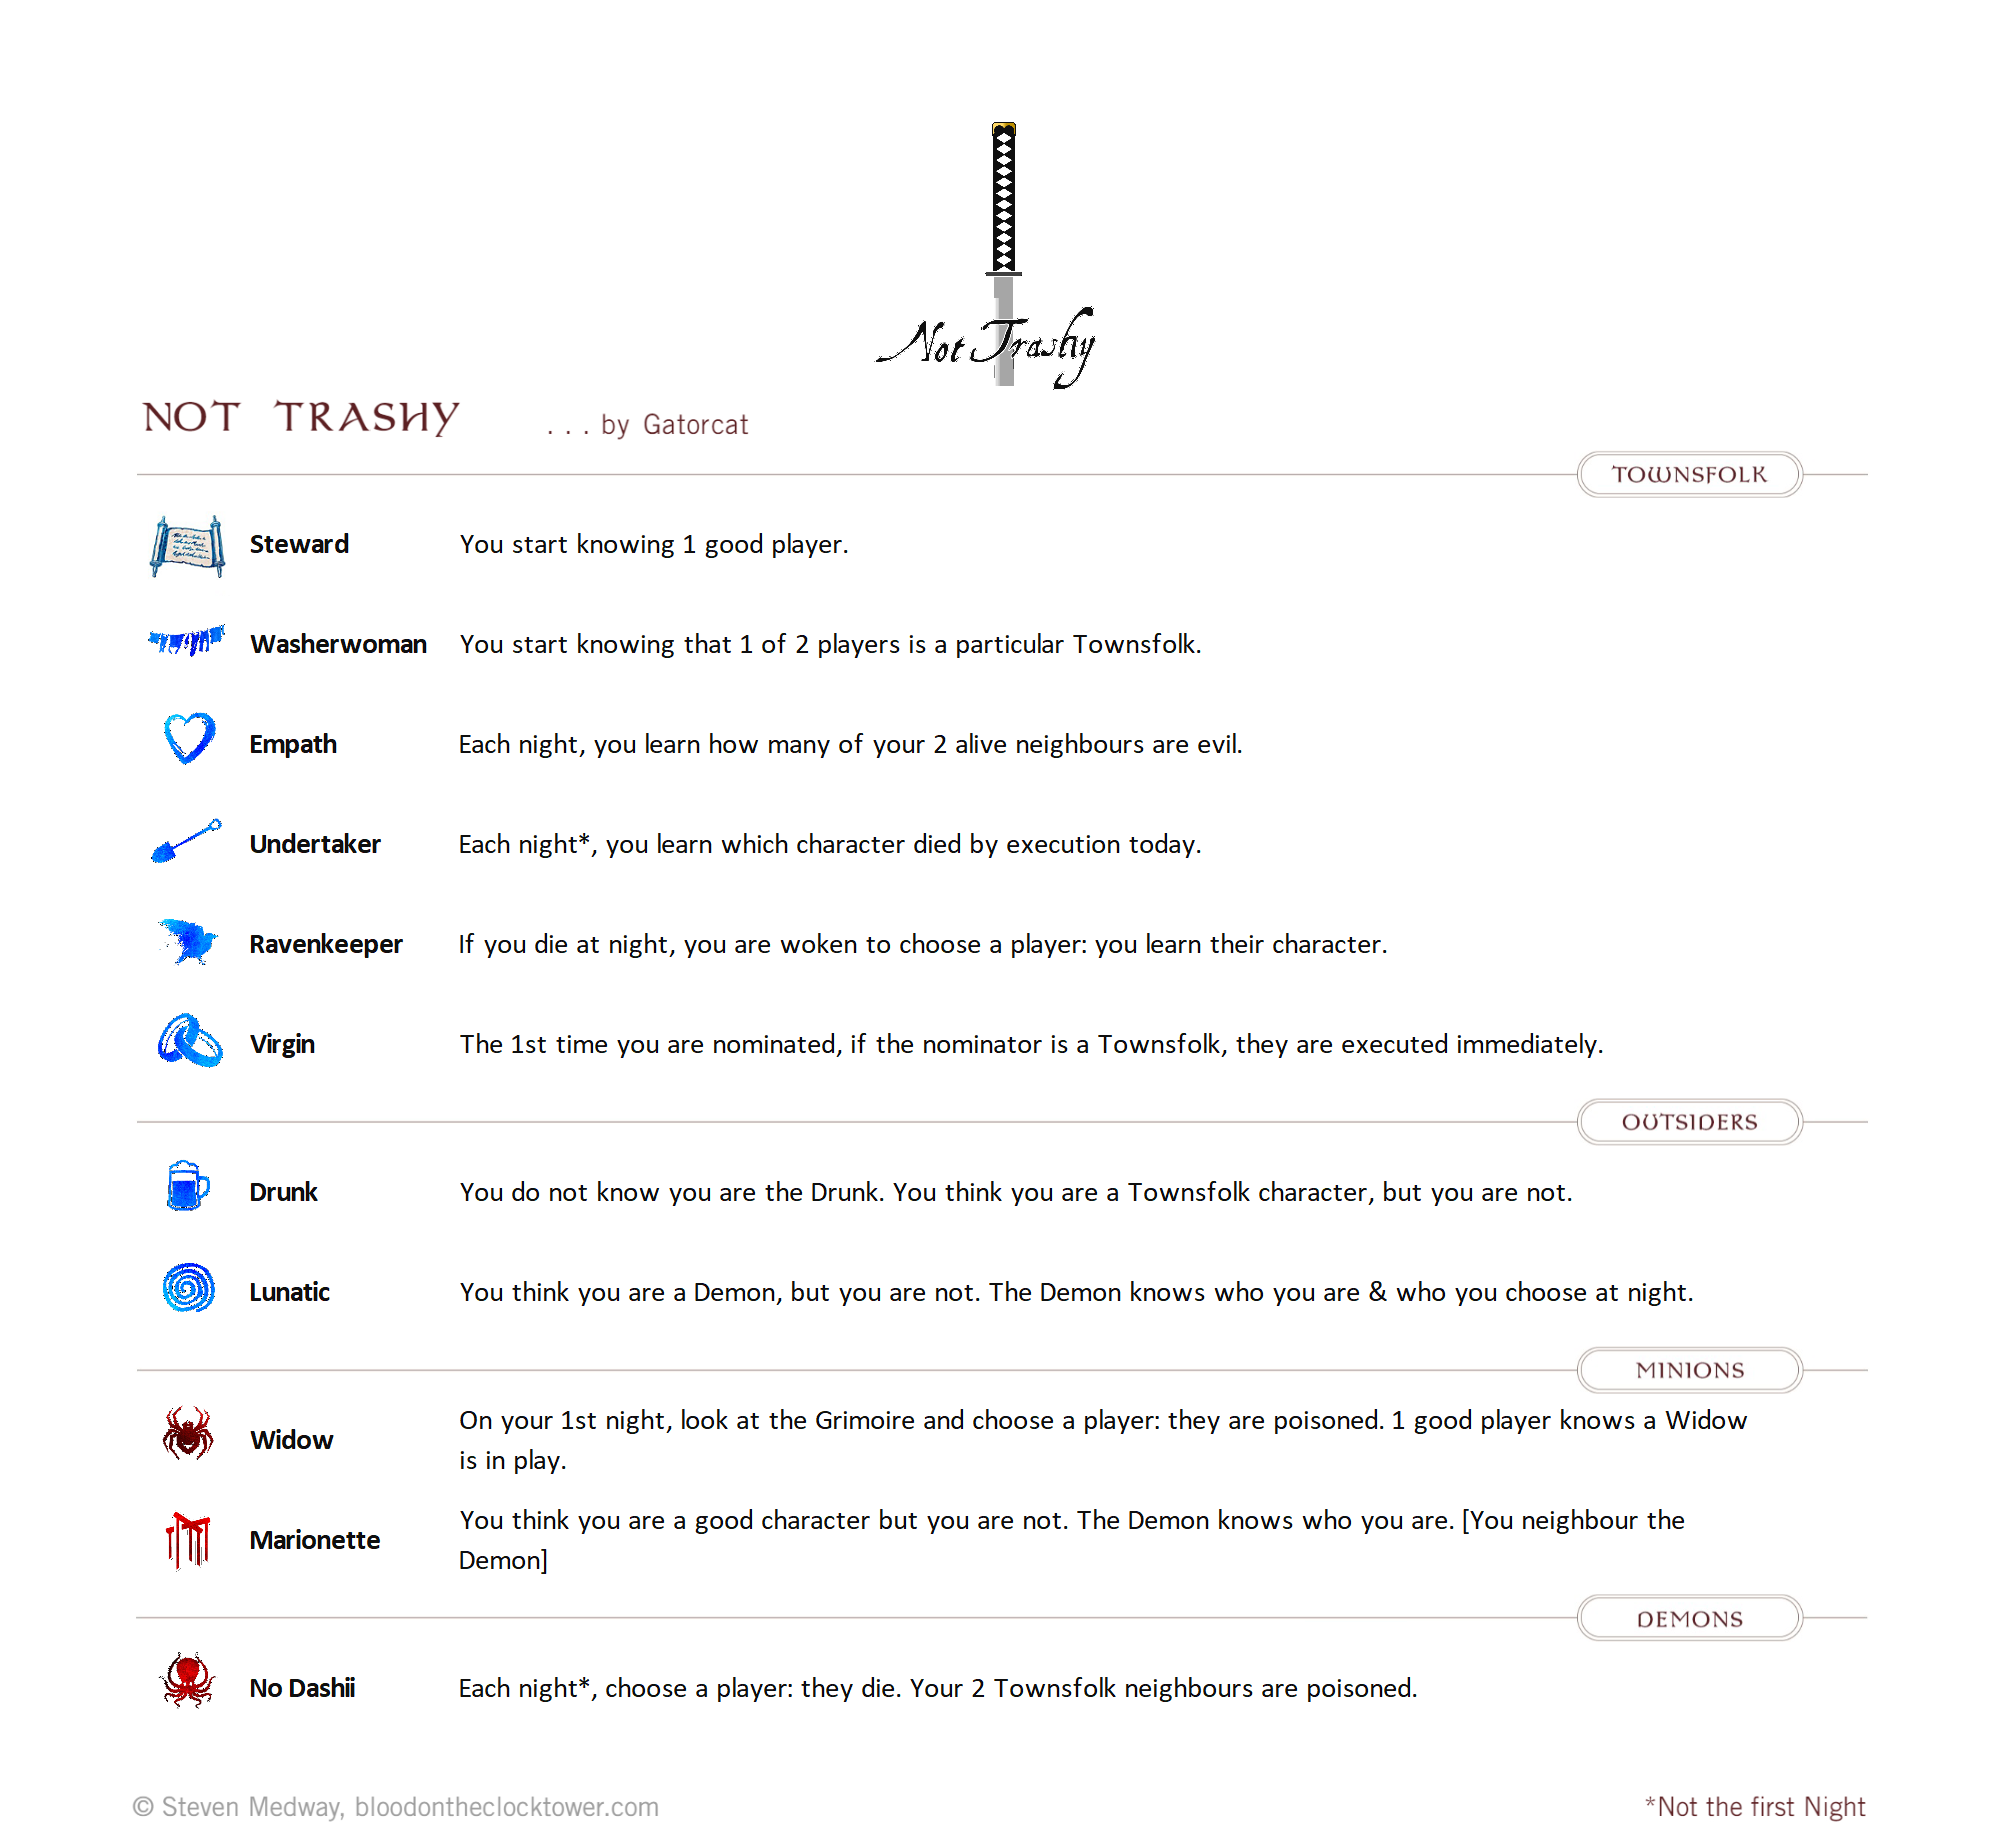 Not Trashy
NOT TRASHY . . . by Gatorcat
TOWNSFOLK
Steward You start knowing 1 good player.
Washerwoman You start knowing that 1 of 2 players is a particular Townsfolk.
Empath Each night, you learn how many of your 2 alive neighbours are evil.
Undertaker Each night*, you learn which character died by execution today.
Ravenkeeper If you die at night, you are woken to choose a player: you learn their character.
Virgin The 1st time you are nominated, if the nominator is a Townsfolk, they are executed immediately.
OUTSIDERS
Drunk You do not know you are the Drunk. You think you are a Townsfolk character, but you are not.
Lunatic You think you are a Demon, but you are not. The Demon knows who you are & who you choose at night.
MINIONS
Widow On your 1st night, look at the Grimoire and choose a player: they are poisoned. 1 good player knows a Widow
is in play.
Marionette You think you are a good character but you are not. The Demon knows who you are. [You neighbour the
Demon]
DEMONS
No Dashii Each night*, choose a player: they die. Your 2 Townsfolk neighbours are poisoned.
© Steven Medway, bloodontheclocktower.com *Not the first Night